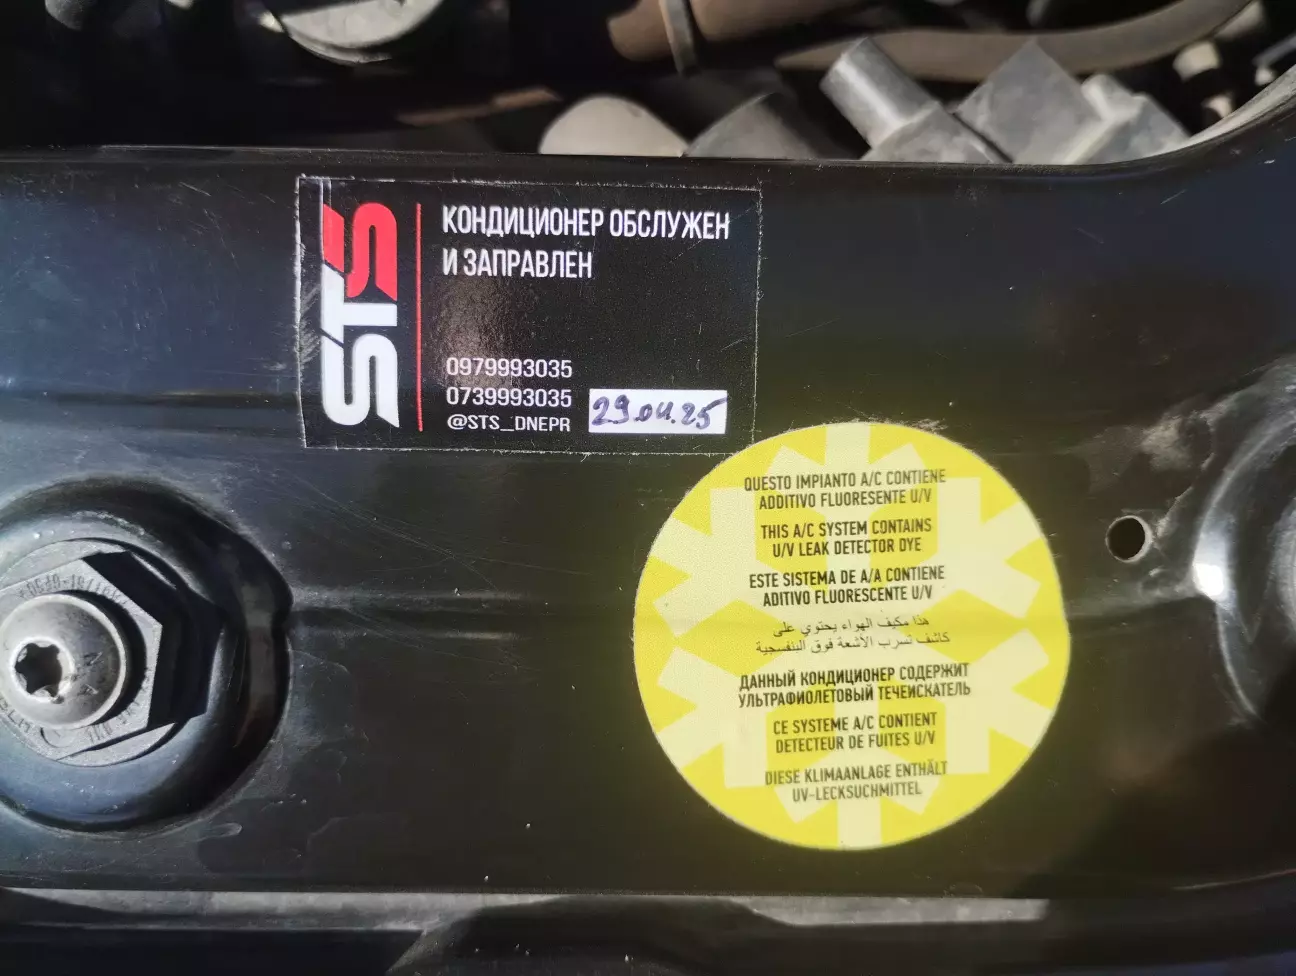 STS
КОНДИЦИОНЕР ОБСЛУЖЕН
И ЗАПРАВЛЕН
0979993035
0739993035
@STS_DNEPR
29.04.25
QUESTO IMPIANTO A/C CONTIENE
ADDITIVO FLUORESENTE U/V
THIS A/C SYSTEM CONTAINS
U/V LEAK DETECTOR DYE
ESTE SISTEMA DE A/A CONTIENE
ADITIVO FLUORESCENTE U/V
هذا مكيف الهواء يحتوي على
كاشف تسرب الأشعة فوق البنفسجية
ДАННЫЙ КОНДИЦИОНЕР СОДЕРЖИТ
УЛЬТРАФИОЛЕТОВЫЙ ТЕЧЕИСКАТЕЛЬ
CE SYSTEME A/C CONTIENT
DETECTEUR DE FUITES U/V
DIESE KLIMAANLAGE ENTHÄLT
UV-LECKSUCHMITTEL